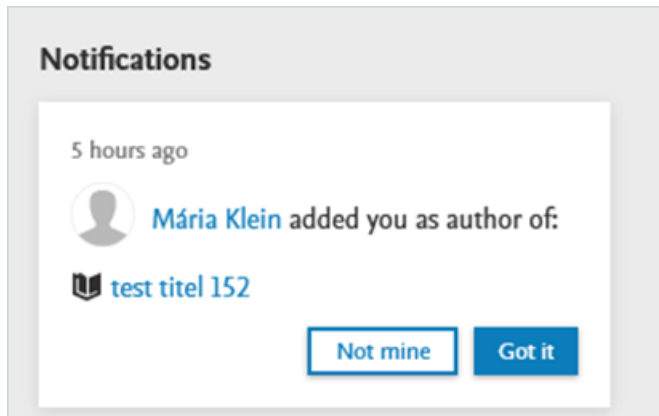 Notifications
5 hours ago
Mária Klein added you as author of:
test titel 152
Not mine Got it